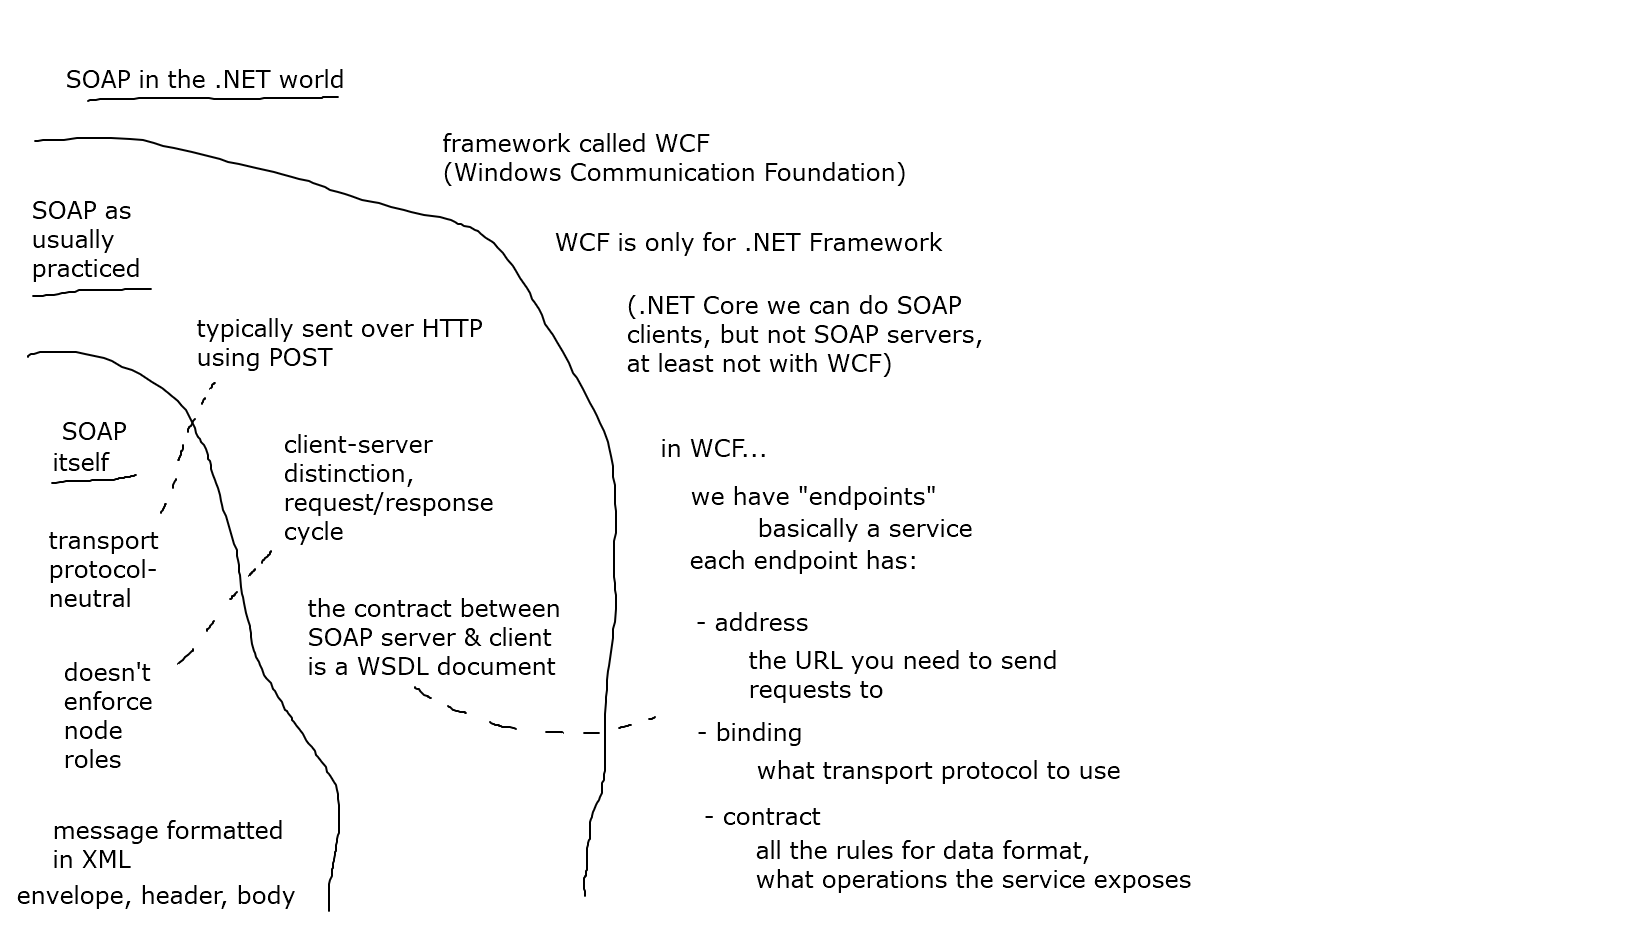 SOAP in the .NET world
framework called WCF
(Windows Communication Foundation)
WCF is only for .NET Framework
(.NET Core we can do SOAP
clients, but not SOAP servers,
at least not with WCF)
in WCF...
we have "endpoints"
basically a service
each endpoint has:
- address
the URL you need to send
requests to
- binding
what transport protocol to use
- contract
all the rules for data format,
what operations the service exposes
SOAP as
usually
practiced
typically sent over HTTP
using POST
client-server
distinction,
request/response
cycle
the contract between
SOAP server & client
is a WSDL document
SOAP
itself
transport
protocol-
neutral
doesn't
enforce
node
roles
message formatted
in XML
envelope, header, body